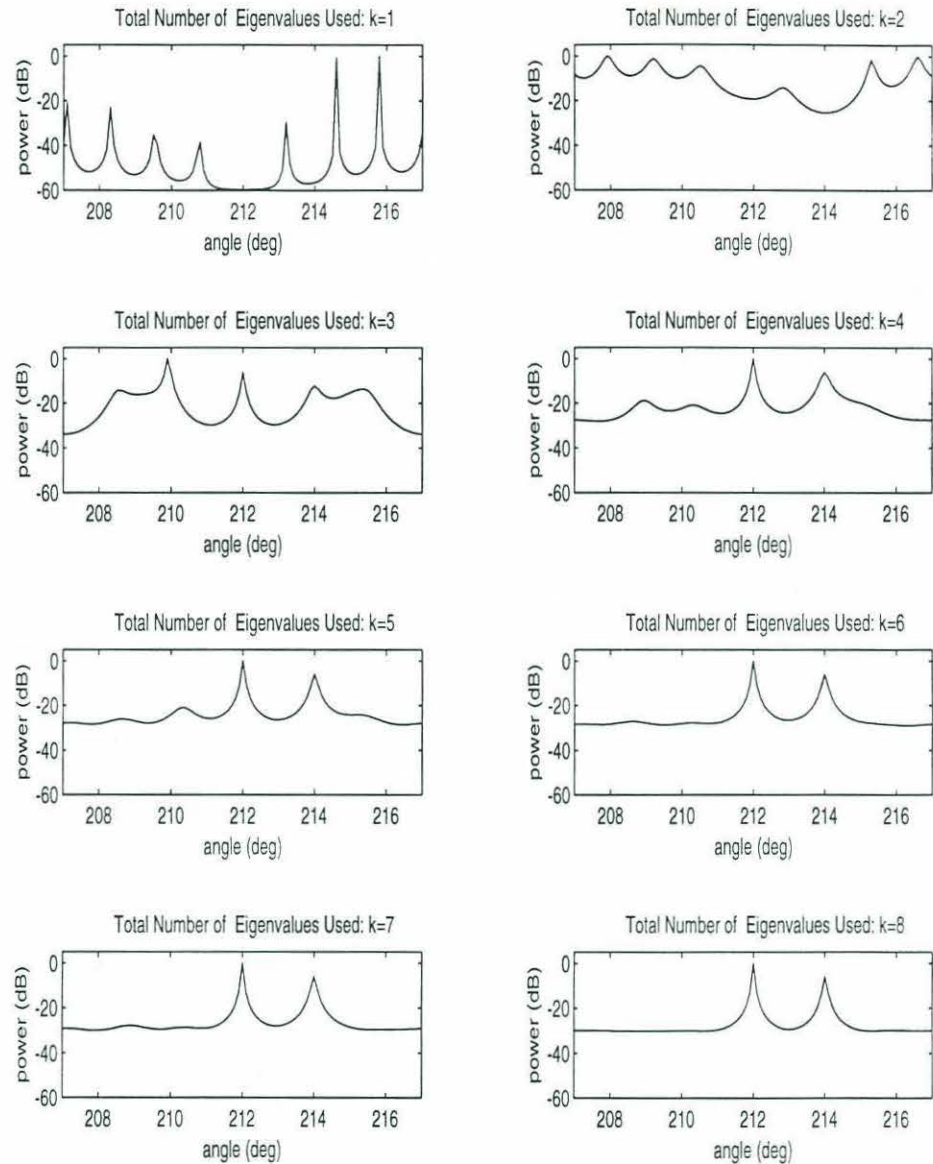 Total Number of Eigenvalues Used: k=1
0
-20
-40
-60
power (dB)
208 210 212 214 216
angle (deg)
Total Number of Eigenvalues Used: k=2
0
-20
-40
-60
power (dB)
208 210 212 214 216
angle (deg)
Total Number of Eigenvalues Used: k=3
0
-20
-40
-60
power (dB)
208 210 212 214 216
angle (deg)
Total Number of Eigenvalues Used: k=4
0
-20
-40
-60
power (dB)
208 210 212 214 216
angle (deg)
Total Number of Eigenvalues Used: k=5
0
-20
-40
-60
power (dB)
208 210 212 214 216
angle (deg)
Total Number of Eigenvalues Used: k=6
0
-20
-40
-60
power (dB)
208 210 212 214 216
angle (deg)
Total Number of Eigenvalues Used: k=7
0
-20
-40
-60
power (dB)
208 210 212 214 216
angle (deg)
Total Number of Eigenvalues Used: k=8
0
-20
-40
-60
power (dB)
208 210 212 214 216
angle (deg)